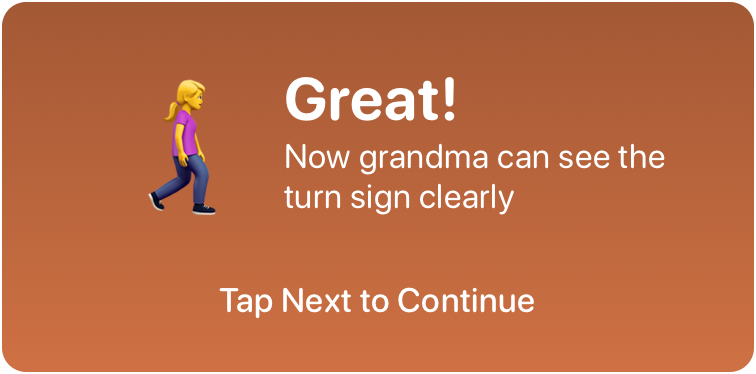 Great!
Now grandma can see the
turn sign clearly
Tap Next to Continue